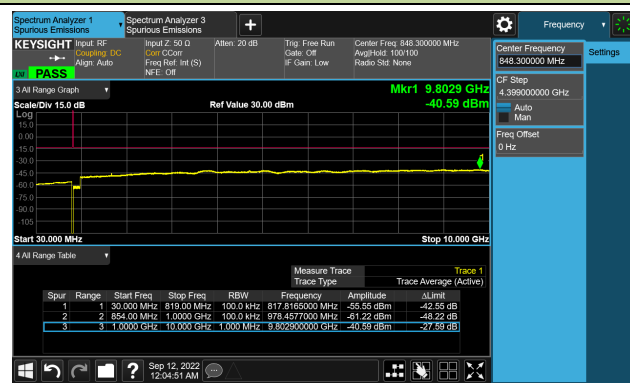 Spectrum Analyzer 1
Spurious Emissions
Spectrum Analyzer 3
Spurious Emissions
Frequency
KEYSIGHT
Input: RF
Coupling: DC
Align: Auto
Input Z: 50 Ω
Corr CCorr
Freq Ref: Int (S)
NFE: Off
Atten: 20 dB
Trig: Free Run
Gate: Off
IF Gain: Low
Center Freq: 848.300000 MHz
Avg|Hold: 100/100
Radio Std: None
LXI PASS
Center Frequency
848.300000 MHz
Settings
CF Step
4.399000000 GHz
Auto
Man
Freq Offset
0 Hz
3 All Range Graph
Mkr1 9.8029 GHz
Scale/Div 15.0 dB
Ref Value 30.00 dBm
-40.59 dBm
Log
15.0
0.00
-15.0
-30.0
-45.0
-60.0
-75.0
-90.0
-105
1
Start 30.000 MHz
Stop 10.000 GHz
4 All Range Table
Measure Trace Trace 1
Trace Type Trace Average (Active)
Spur Range Start Freq Stop Freq RBW Frequency Amplitude ΔLimit
1 1 30.000 MHz 819.00 MHz 100.0 kHz 817.8165000 MHz -55.55 dBm -42.55 dB
2 2 854.00 MHz 1.0000 GHz 100.0 kHz 978.4577000 MHz -61.22 dBm -48.22 dB
3 3 1.0000 GHz 10.000 GHz 1.000 MHz 9.802900000 GHz -40.59 dBm -27.59 dB
Sep 12, 2022
12:04:51 AM